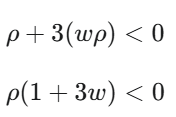 ρ + 3(wρ) < 0
ρ(1 + 3w) < 0